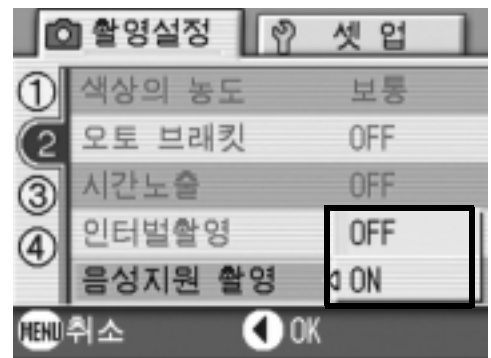 촬영설정 셋업
① 색상의 농도 보통
2 오토 브래킷 OFF
③ 시간노출 OFF
④ 인터벌촬영 OFF
음성지원 촬영 ON
MENU 취소 OK